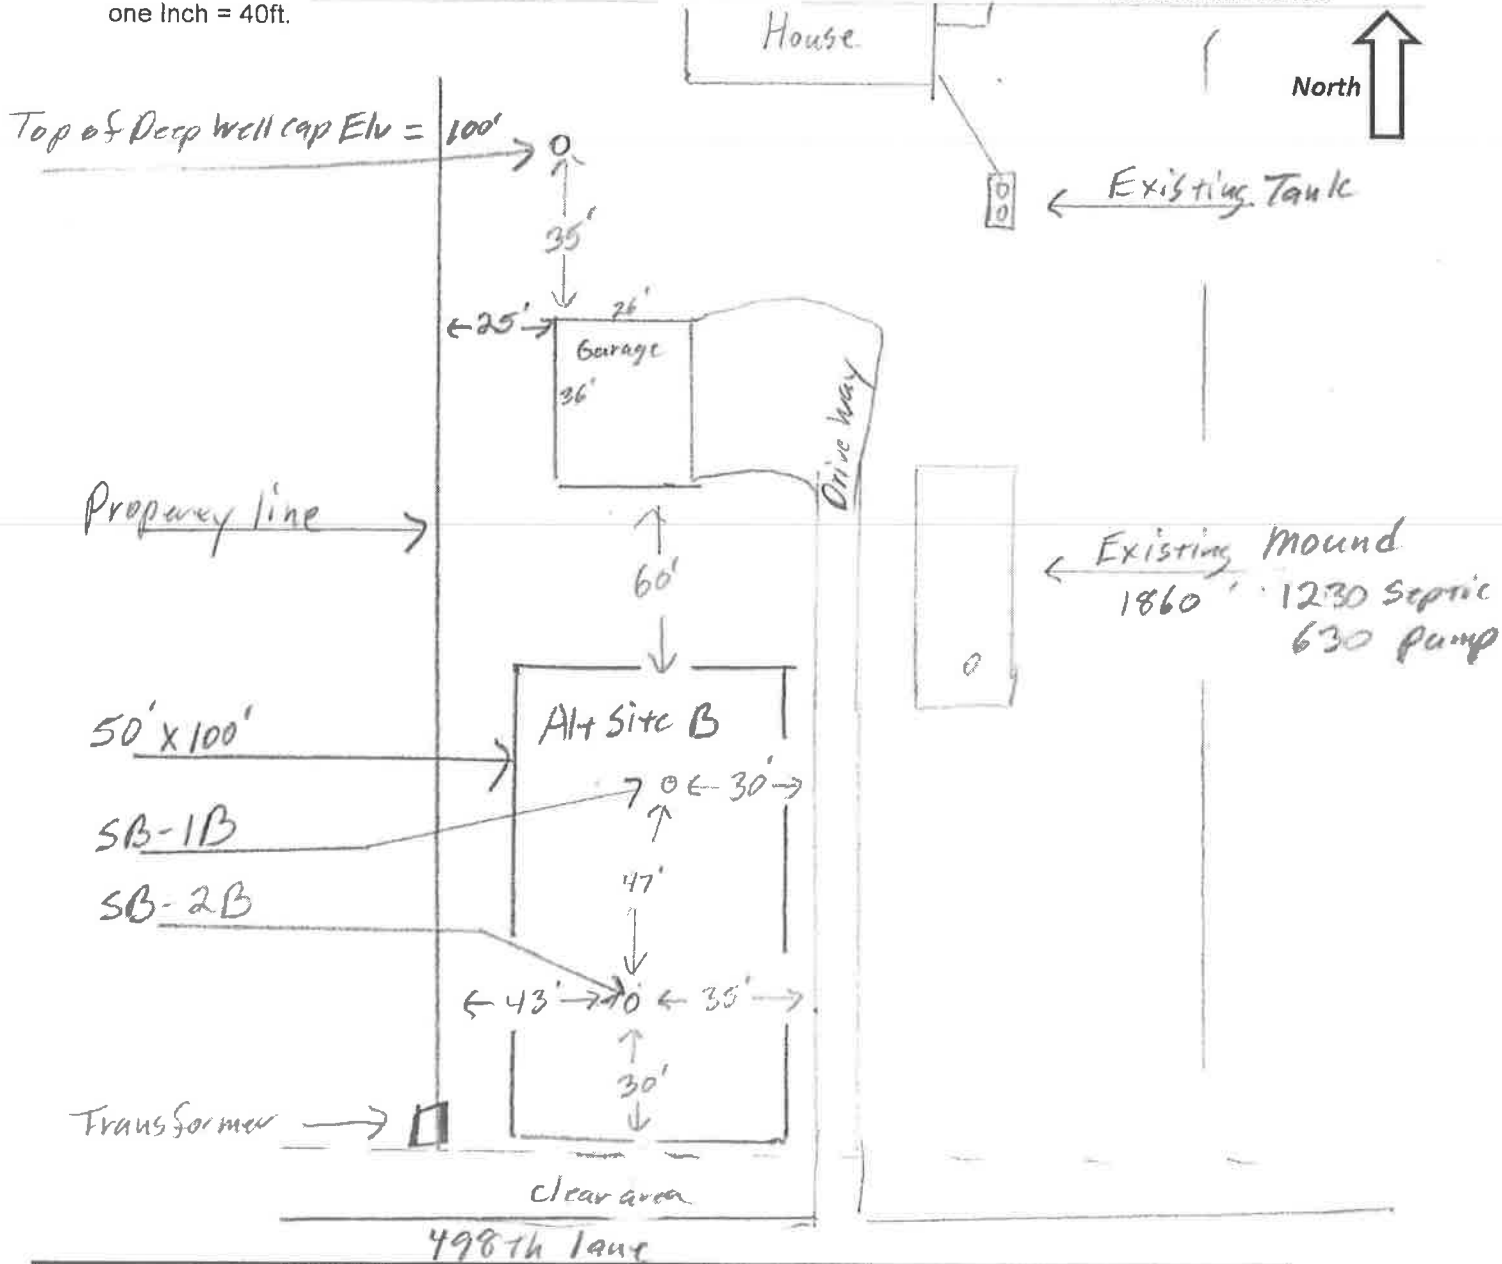 one Inch = 40ft.
House
North
Top of Deep Well cap Elv = 100'
35'
Existing Tank
25'
26'
Garage
36'
Drive Way
Property line
60'
Existing Mound
1860' 1230 Septic
630 Pump
Alt Site B
50' x 100'
30'
SB-1B
47'
SB-2B
43'
35'
30'
Transformer
clear area
498th lane